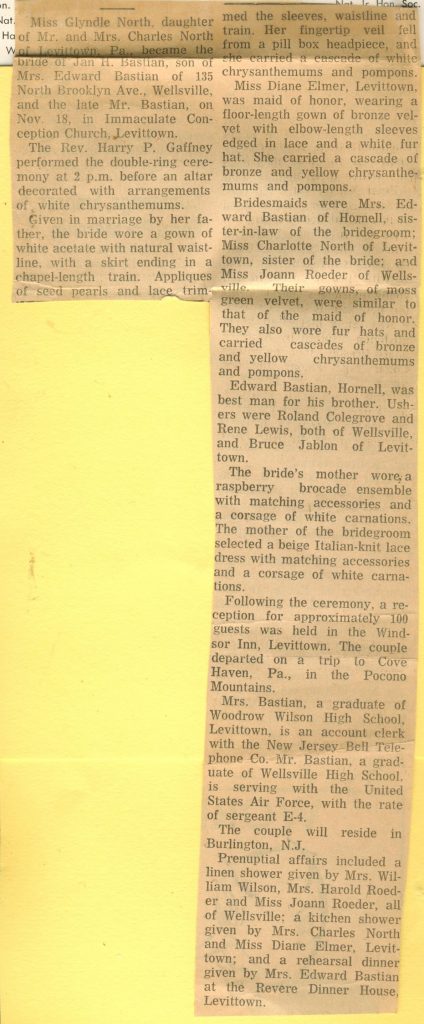 on.
Nat.
Ha
W
Nat. Jr. Hon. Soc.
Miss Glyndle North, daughter
of Mr. and Mrs. Charles North
of Levittown, Pa., became the
bride of Jan H. Bastian, son of
Mrs. Edward Bastian of 135
North Brooklyn Ave., Wellsville,
and the late Mr. Bastian, on
Nov. 18, in Immaculate Con-
ception Church, Levittown.
The Rev. Harry P. Gaffney
performed the double-ring cere-
mony at 2 p.m. before an altar
decorated with arrangements
of white chrysanthemums.
Given in marriage by her fa-
ther, the bride wore a gown of
white acetate with natural waist-
line, with a skirt ending in a
chapel-length train. Appliques
of seed pearls and lace trim-
med the sleeves, waistline and
train. Her fingertip veil fell
from a pill box headpiece, and
she carried a cascade of white
chrysanthemums and pompons.
Miss Diane Elmer, Levittown,
was maid of honor, wearing a
floor-length gown of bronze vel-
vet with elbow-length sleeves
edged in lace and a white fur
hat. She carried a cascade of
bronze and yellow chrysanthe-
mums and pompons.
Bridesmaids were Mrs. Ed-
ward Bastian of Hornell, sis-
ter-in-law of the bridegroom;
Miss Charlotte North of Levit-
town, sister of the bride; and
Miss Joann Roeder of Wells-
ville. Their gowns, of moss
green velvet, were similar to
that of the maid of honor.
They also wore fur hats and
carried cascades of bronze
and yellow chrysanthemums
and pompons.
Edward Bastian, Hornell, was
best man for his brother. Ush-
ers were Roland Colegrove and
Rene Lewis, both of Wellsville,
and Bruce Jablon of Levit-
town.
The bride's mother wore a
raspberry brocade ensemble
with matching accessories and
a corsage of white carnations.
The mother of the bridegroom
selected a beige Italian-knit lace
dress with matching accessories
and a corsage of white carna-
tions.
Following the ceremony, a re-
ception for approximately 100
guests was held in the Wind-
sor Inn, Levittown. The couple
departed on a trip to Cove
Haven, Pa., in the Pocono
Mountains.
Mrs. Bastian, a graduate of
Woodrow Wilson High School,
Levittown, is an account clerk
with the New Jersey Bell Tele-
phone Co. Mr. Bastian, a grad-
uate of Wellsville High School,
is serving with the United
States Air Force, with the rate
of sergeant E-4.
The couple will reside in
Burlington, N.J.
Prenuptial affairs included a
linen shower given by Mrs. Wil-
liam Wilson, Mrs. Harold Roed-
er and Miss Joann Roeder, all
of Wellsville; a kitchen shower
given by Mrs. Charles North
and Miss Diane Elmer, Levit-
town; and a rehearsal dinner
given by Mrs. Edward Bastian
at the Revere Dinner House,
Levittown.